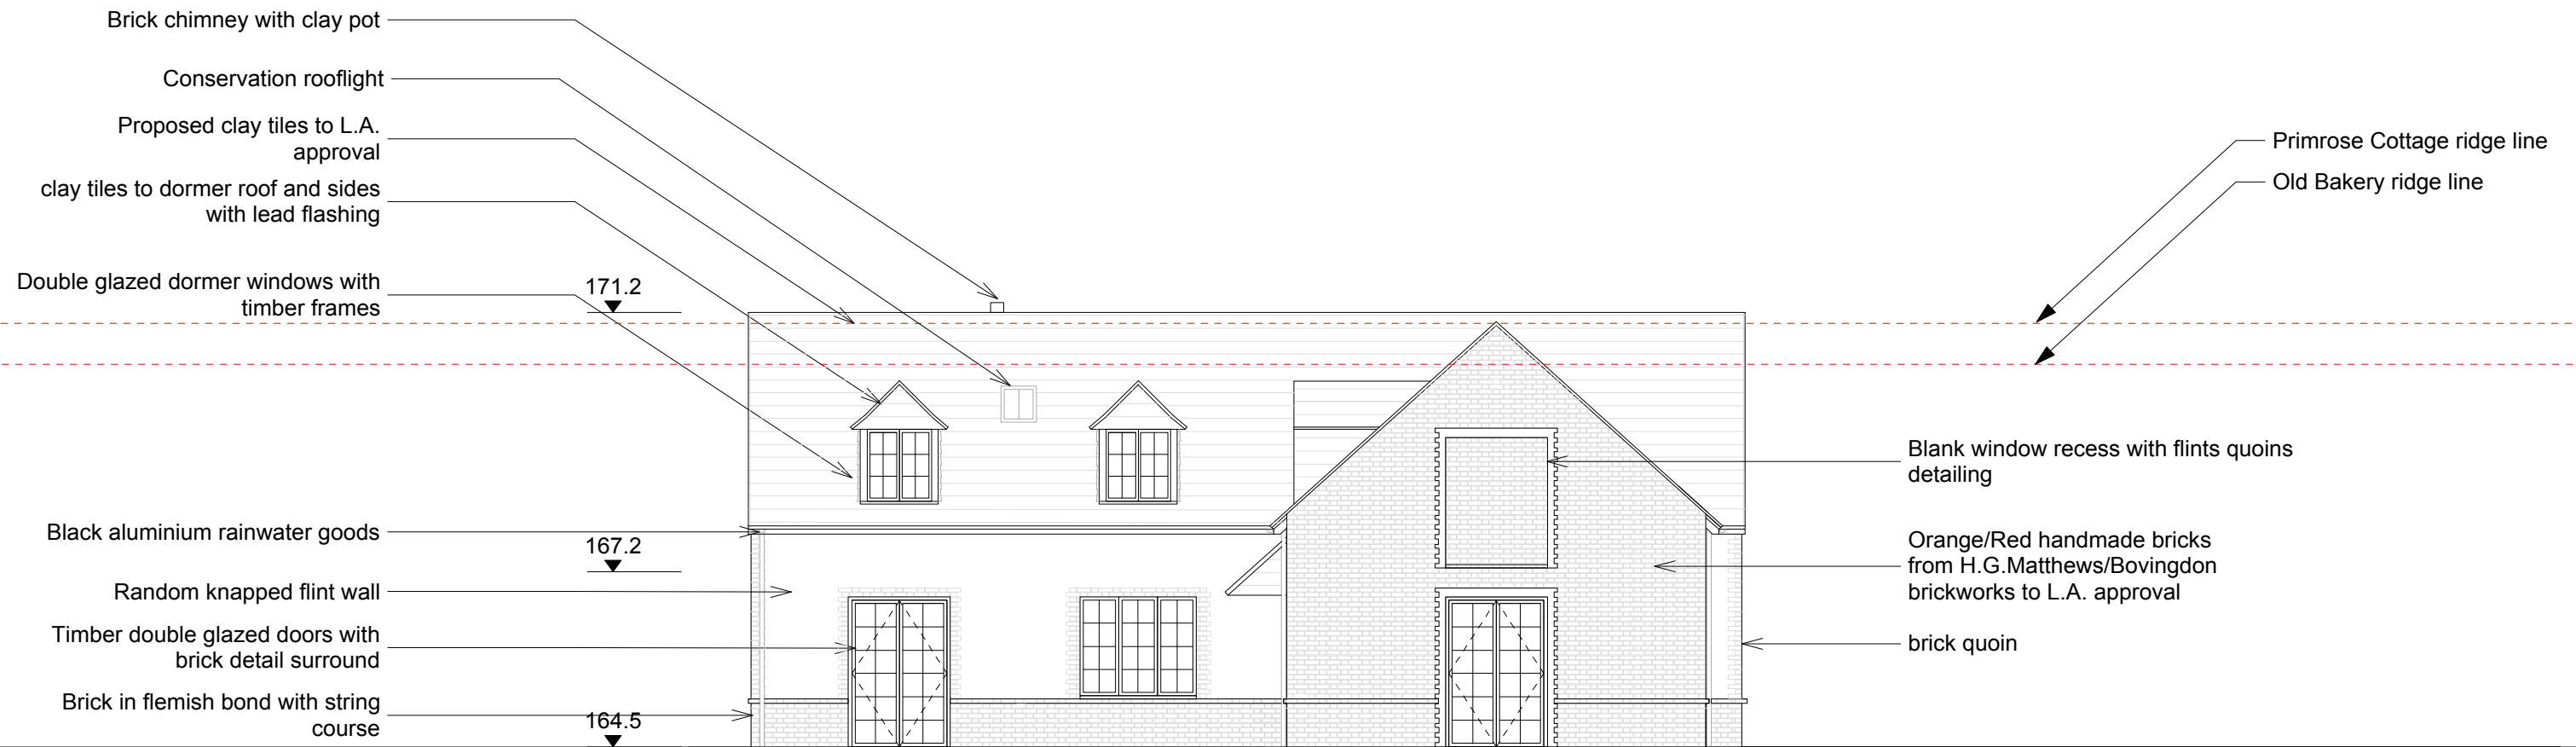 Brick chimney with clay pot
Conservation rooflight
Proposed clay tiles to L.A.
approval
clay tiles to dormer roof and sides
with lead flashing
Double glazed dormer windows with
timber frames
171.2
Black aluminium rainwater goods
167.2
Random knapped flint wall
Timber double glazed doors with
brick detail surround
Brick in flemish bond with string
course
164.5
Primrose Cottage ridge line
Old Bakery ridge line
Blank window recess with flints quoins
detailing
Orange/Red handmade bricks
from H.G.Matthews/Bovingdon
brickworks to L.A. approval
brick quoin